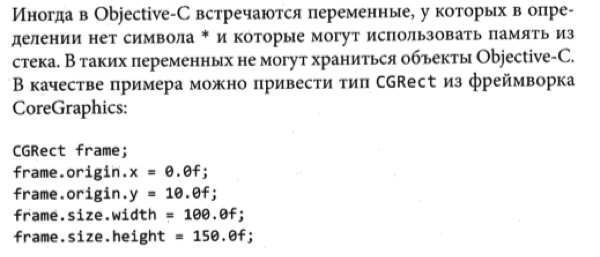 Иногда в Objective-C встречаются переменные, у которых в опре-
делении нет символа * и которые могут использовать память из
стека. В таких переменных не могут храниться объекты Objective-C.
В качестве примера можно привести тип CGRect из фреймворка
CoreGraphics:
CGRect frame;
frame.origin.x = 0.0f;
frame.origin.y = 10.0f;
frame.size.width = 100.0f;
frame.size.height = 150.0f;